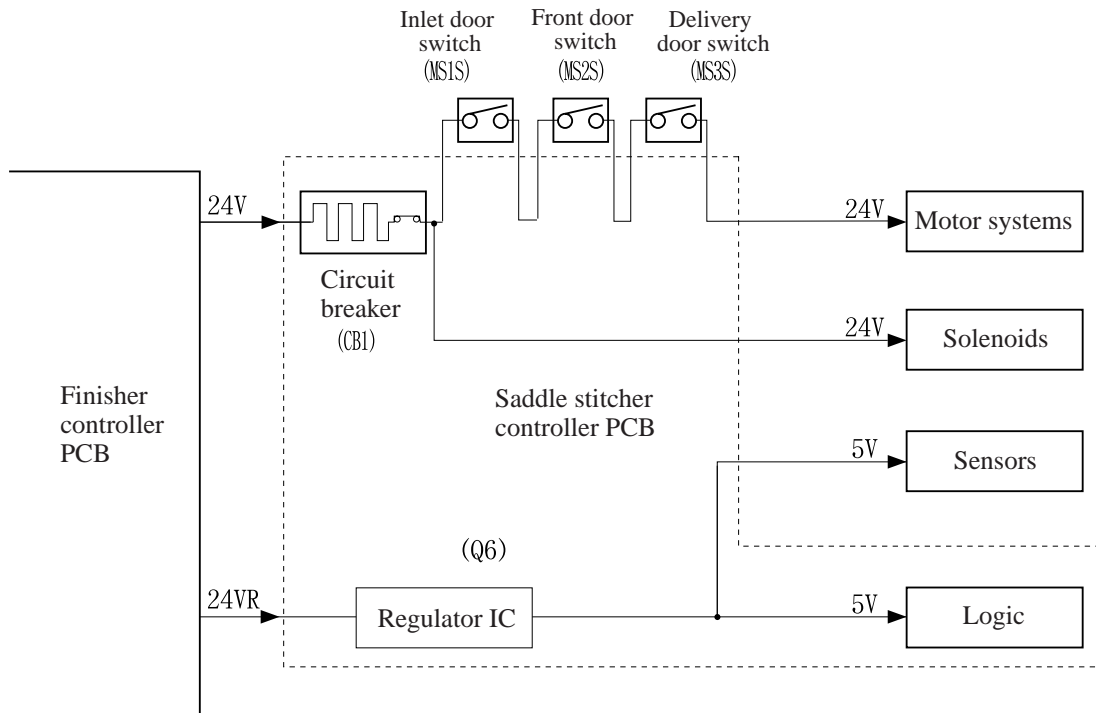 Inlet door
switch
(MS1S)
Front door
switch
(MS2S)
Delivery
door switch
(MS3S)
24V
24V
Motor systems
Circuit
breaker
(CB1)
24V
Solenoids
Finisher
controller
PCB
Saddle stitcher
controller PCB
5V
Sensors
(Q6)
24VR
Regulator IC
5V
Logic